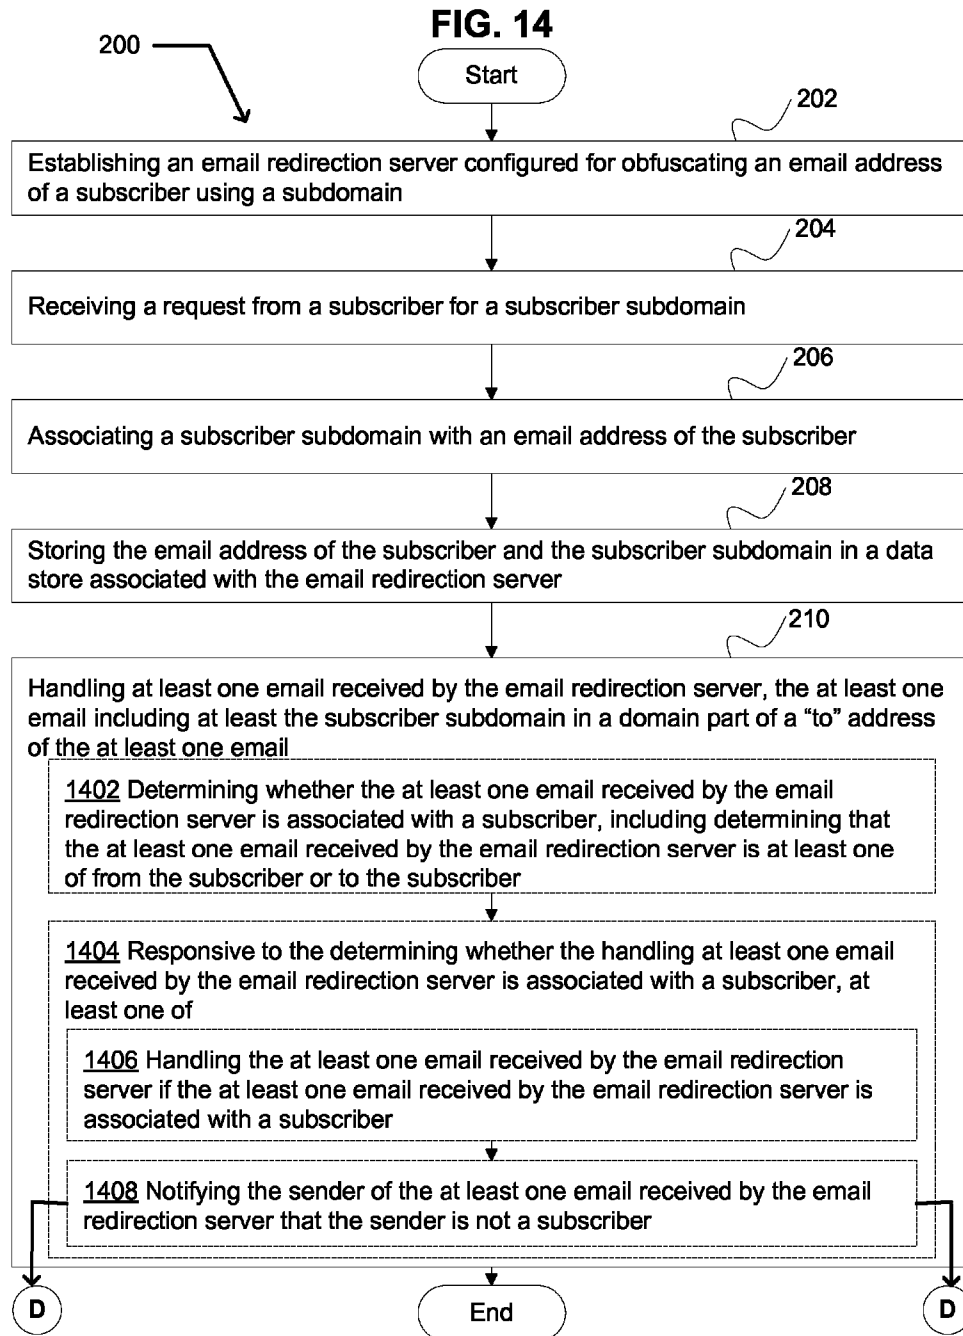 FIG. 14
200
Start
202
Establishing an email redirection server configured for obfuscating an email address
of a subscriber using a subdomain
204
Receiving a request from a subscriber for a subscriber subdomain
206
Associating a subscriber subdomain with an email address of the subscriber
208
Storing the email address of the subscriber and the subscriber subdomain in a data
store associated with the email redirection server
210
Handling at least one email received by the email redirection server, the at least one
email including at least the subscriber subdomain in a domain part of a “to” address
of the at least one email
1402 Determining whether the at least one email received by the email
redirection server is associated with a subscriber, including determining that
the at least one email received by the email redirection server is at least one
of from the subscriber or to the subscriber
1404 Responsive to the determining whether the handling at least one email
received by the email redirection server is associated with a subscriber, at
least one of
1406 Handling the at least one email received by the email redirection
server if the at least one email received by the email redirection server is
associated with a subscriber
1408 Notifying the sender of the at least one email received by the email
redirection server that the sender is not a subscriber
D
End
D